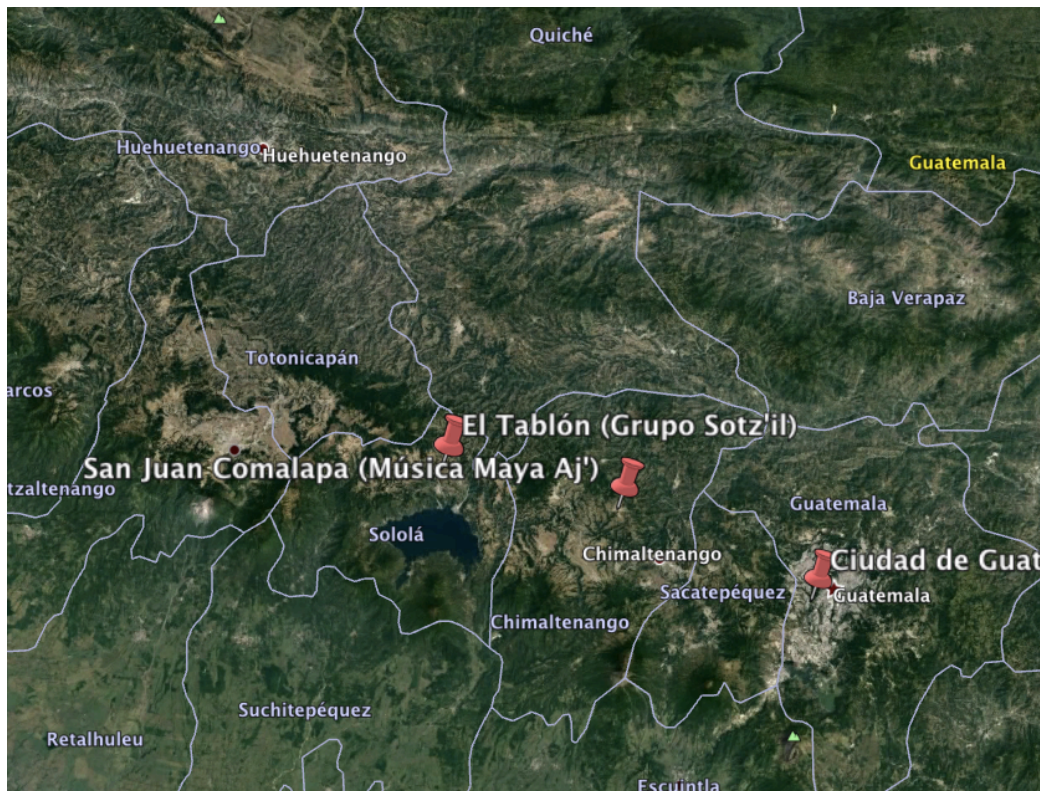 Quiché
Huehuetenango
Huehuetenango
Guatemala
Baja Verapaz
Totonicapán
arcos
El Tablón (Grupo Sotz'il)
San Juan Comalapa (Música Maya Aj')
tzaltenango
Guatemala
Sololá
Chimaltenango
Ciudad de Guat
Sacatepéquez
Guatemala
Chimaltenango
Suchitepéquez
Retalhuleu
Escuintla